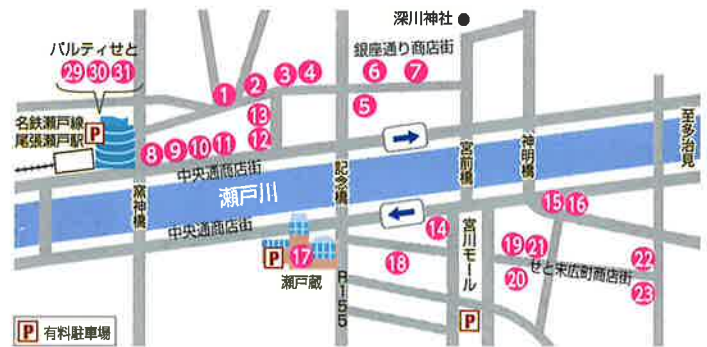 深川神社
パルティせと
銀座通り商店街
29 30 31
1 2 3 4
6 7
5
13
12
名鉄瀬戸線
尾張瀬戸駅
P
8 9 10 11
中央通商店街
瀬戸川
窯神橋
記念橋
宮前橋
神明橋
至多治見
中央通商店街
P
17
瀬戸蔵
R155
14
宮川モール
15 16
18
19 21
20
せと末広町商店街
22
23
P
P 有料駐車場